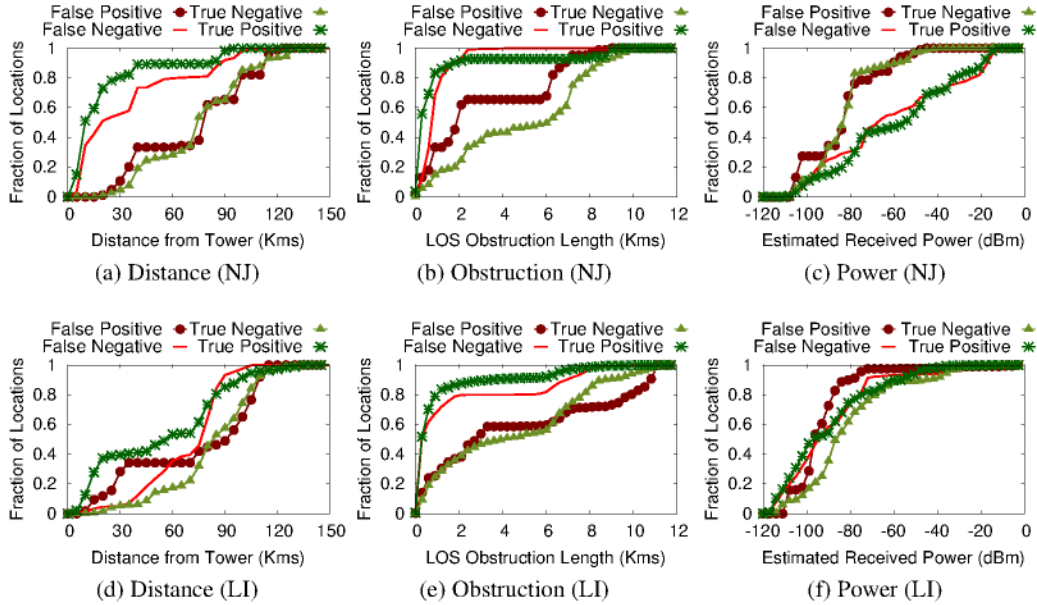 False Positive True Negative
False Negative True Positive
Fraction of Locations
1
0.8
0.6
0.4
0.2
0
0 30 60 90 120 150
Distance from Tower (Kms)
(a) Distance (NJ)
False Positive True Negative
False Negative True Positive
Fraction of Locations
1
0.8
0.6
0.4
0.2
0
0 2 4 6 8 10 12
LOS Obstruction Length (Kms)
(b) Obstruction (NJ)
False Positive True Negative
False Negative True Positive
Fraction of Locations
1
0.8
0.6
0.4
0.2
0
-120 -100 -80 -60 -40 -20 0
Estimated Received Power (dBm)
(c) Power (NJ)
False Positive True Negative
False Negative True Positive
Fraction of Locations
1
0.8
0.6
0.4
0.2
0
0 30 60 90 120 150
Distance from Tower (Kms)
(d) Distance (LI)
False Positive True Negative
False Negative True Positive
Fraction of Locations
1
0.8
0.6
0.4
0.2
0
0 2 4 6 8 10 12
LOS Obstruction Length (Kms)
(e) Obstruction (LI)
False Positive True Negative
False Negative True Positive
Fraction of Locations
1
0.8
0.6
0.4
0.2
0
-120 -100 -80 -60 -40 -20 0
Estimated Received Power (dBm)
(f) Power (LI)